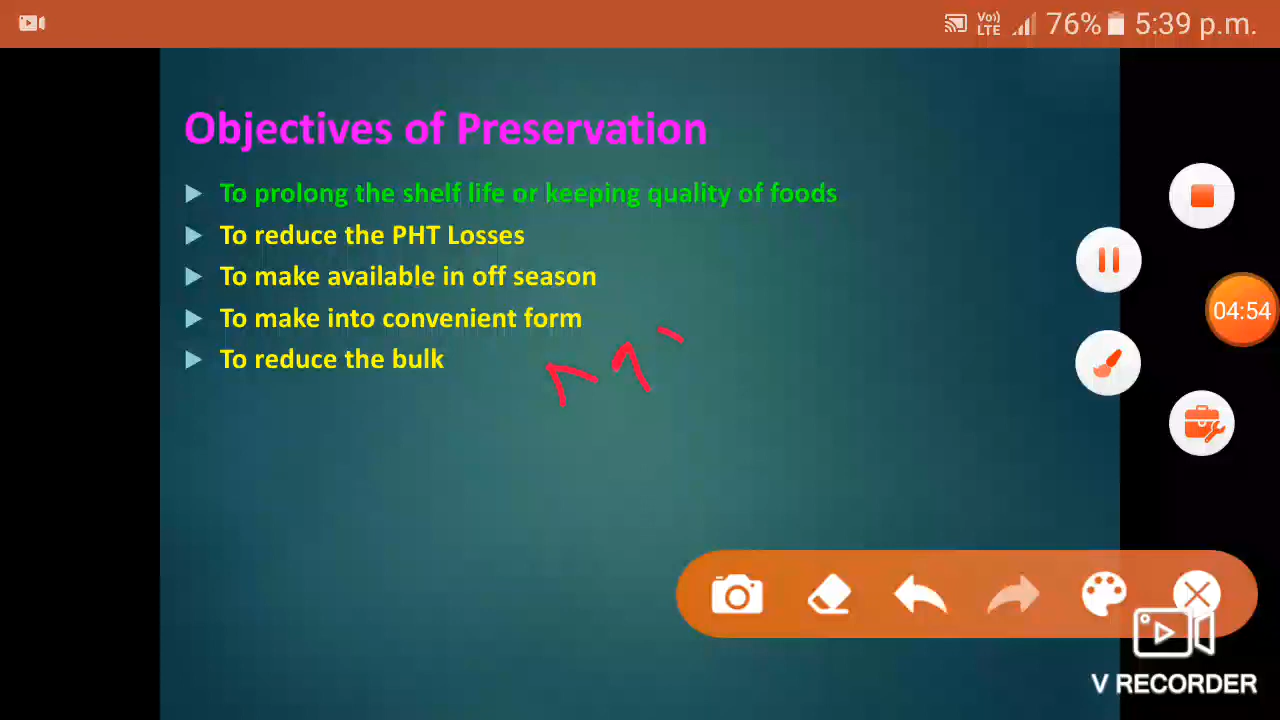 Vo)) LTE 76% 5:39 p.m.
Objectives of Preservation
To prolong the shelf life or keeping quality of foods
To reduce the PHT Losses
To make available in off season
To make into convenient form
To reduce the bulk
04:54
V RECORDER